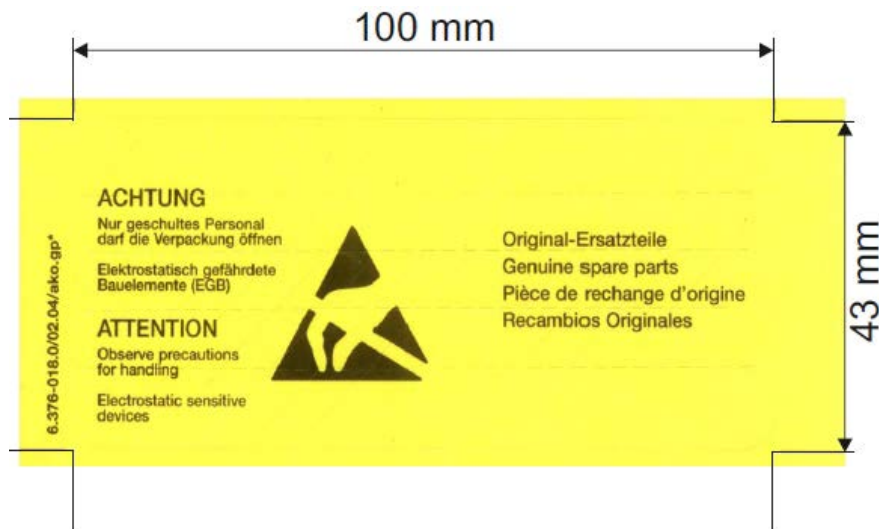 100 mm
ACHTUNG
Nur geschultes Personal
darf die Verpackung öffnen
Elektrostatisch gefährdete
Bauelemente (EGB)
ATTENTION
Observe precautions
for handling
Electrostatic sensitive
devices
6.376-018.0/02.04/ako.gp*
Original-Ersatzteile
Genuine spare parts
Pièce de rechange d'origine
Recambios Originales
43 mm